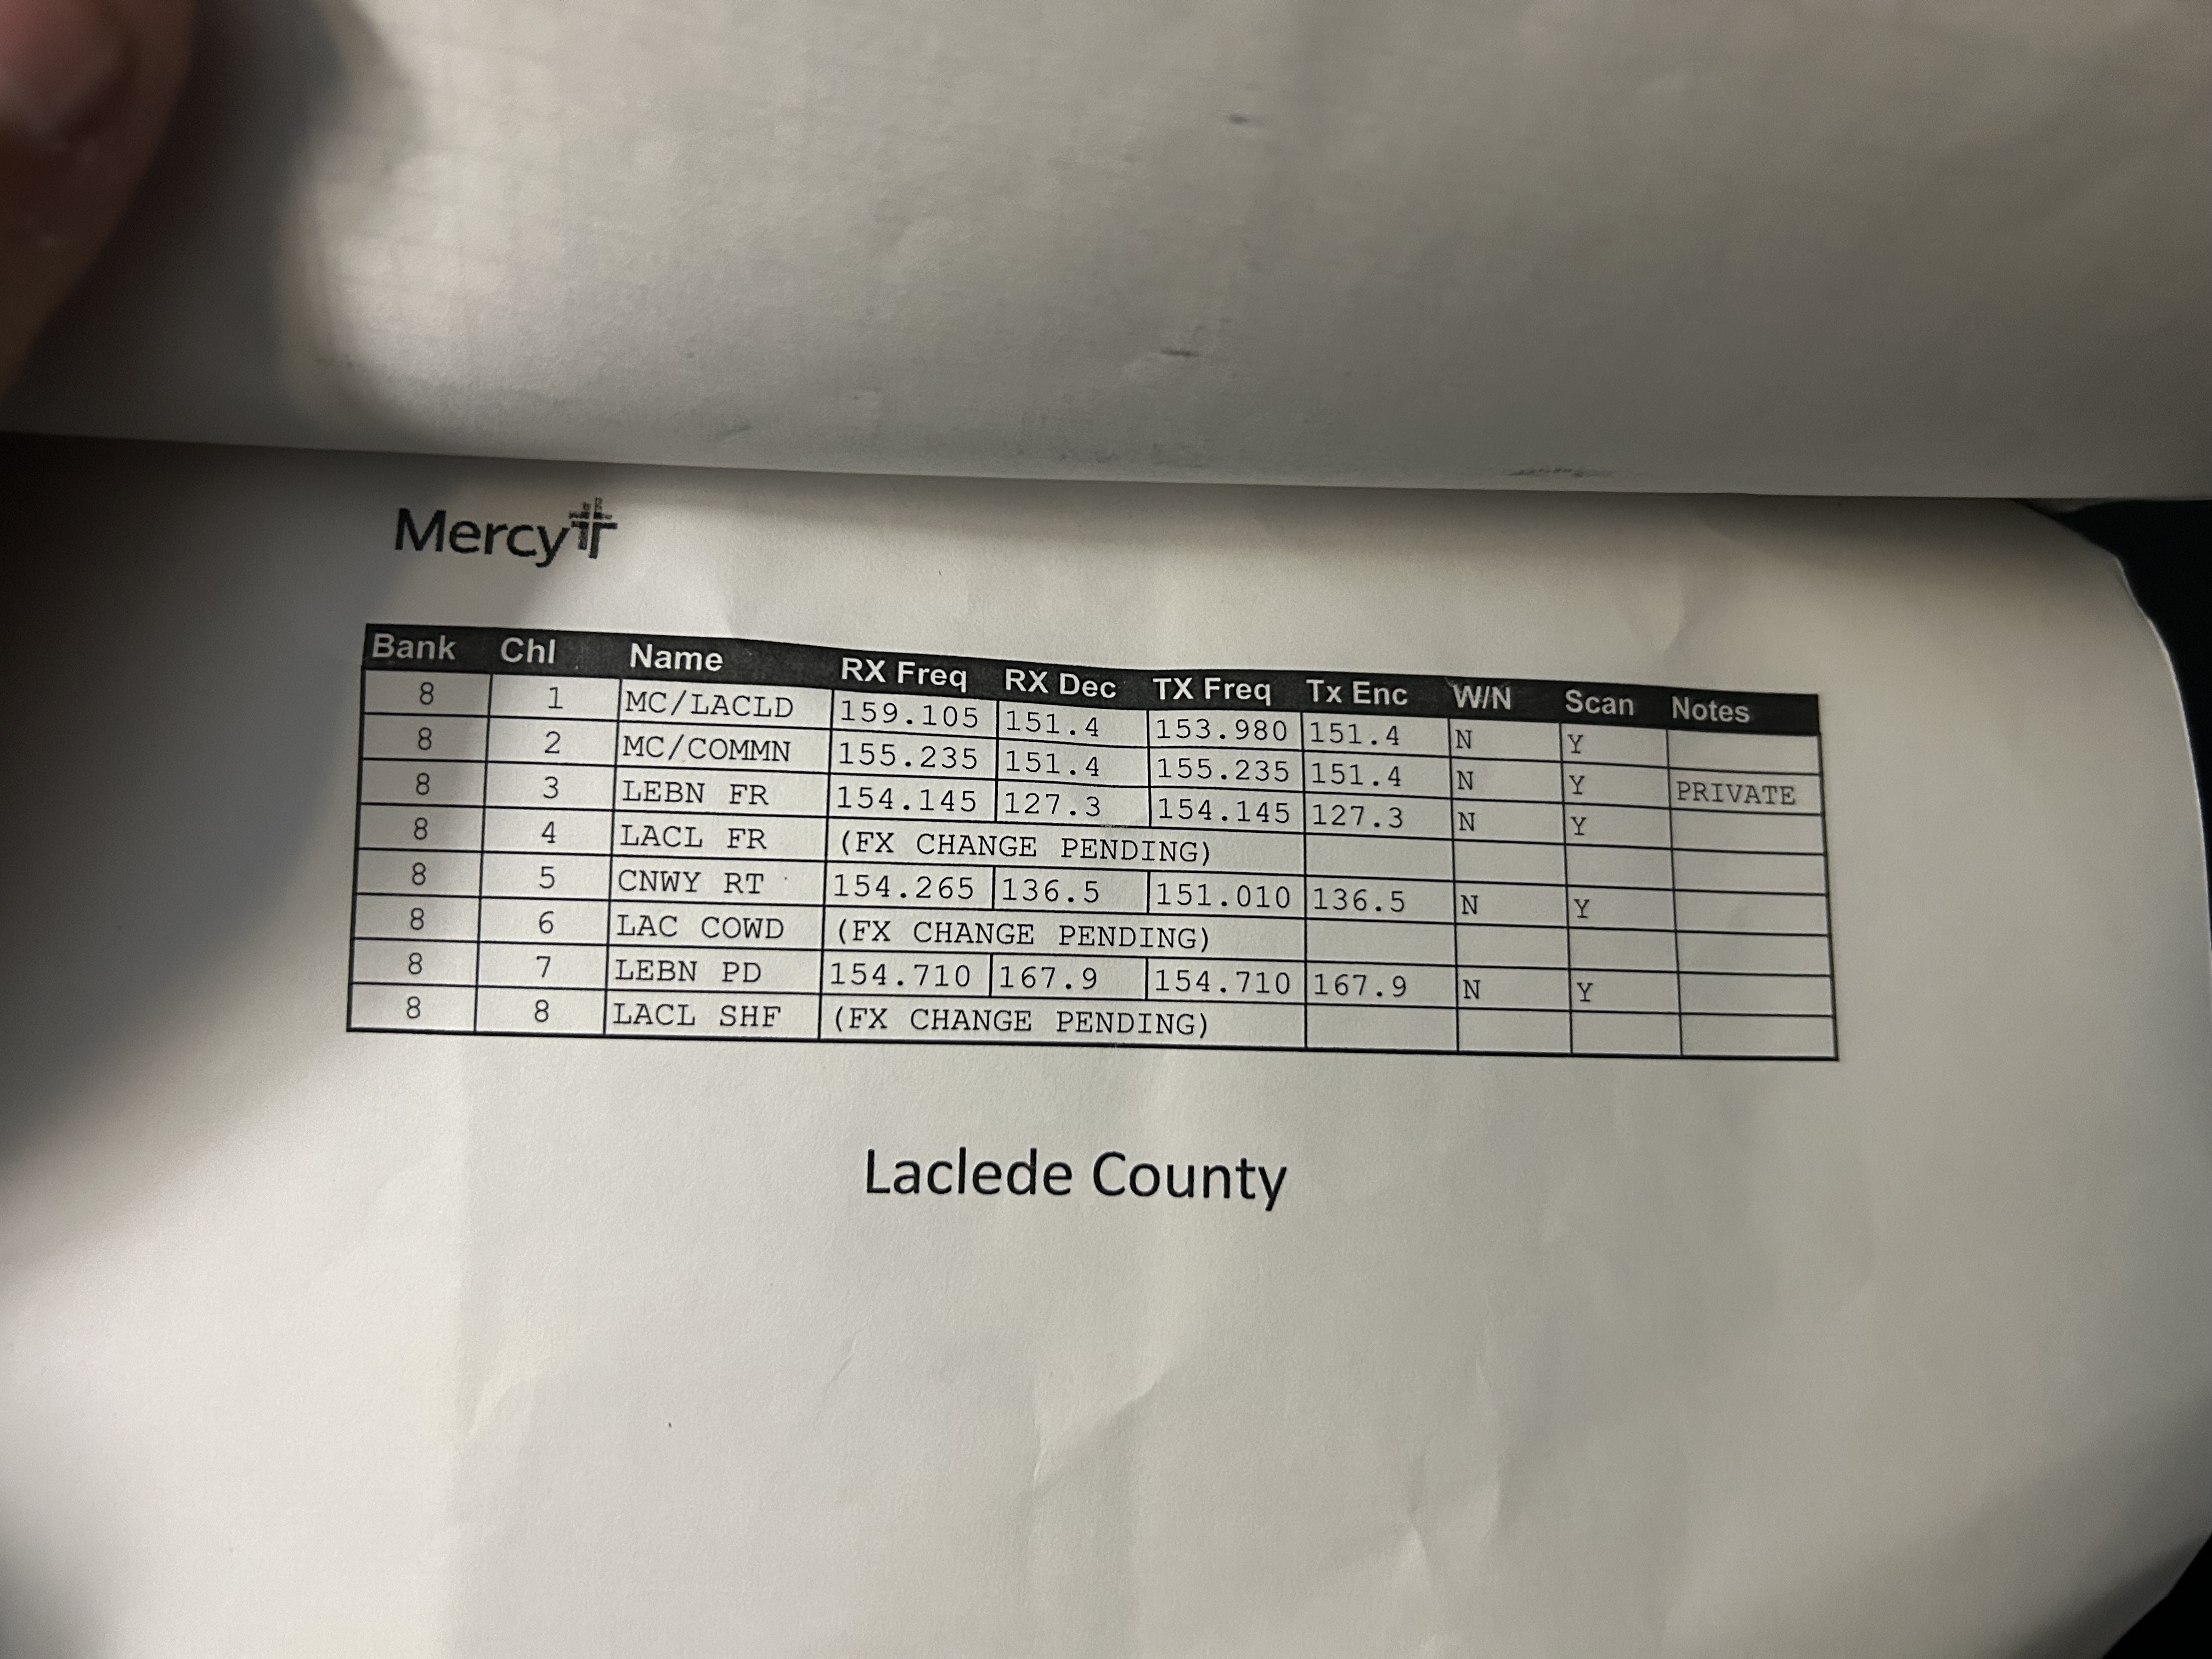 Mercy
Bank Chl Name RX Freq RX Dec TX Freq Tx Enc W/N Scan Notes
8 1 MC/LACLD 159.105 151.4 153.980 151.4 N Y
8 2 MC/COMMN 155.235 151.4 155.235 151.4 N Y PRIVATE
8 3 LEBN FR 154.145 127.3 154.145 127.3 N Y
8 4 LACL FR (FX CHANGE PENDING)
8 5 CNWY RT 154.265 136.5 151.010 136.5 N Y
8 6 LAC COWD (FX CHANGE PENDING)
8 7 LEBN PD 154.710 167.9 154.710 167.9 N Y
8 8 LACL SHF (FX CHANGE PENDING)
Laclede County